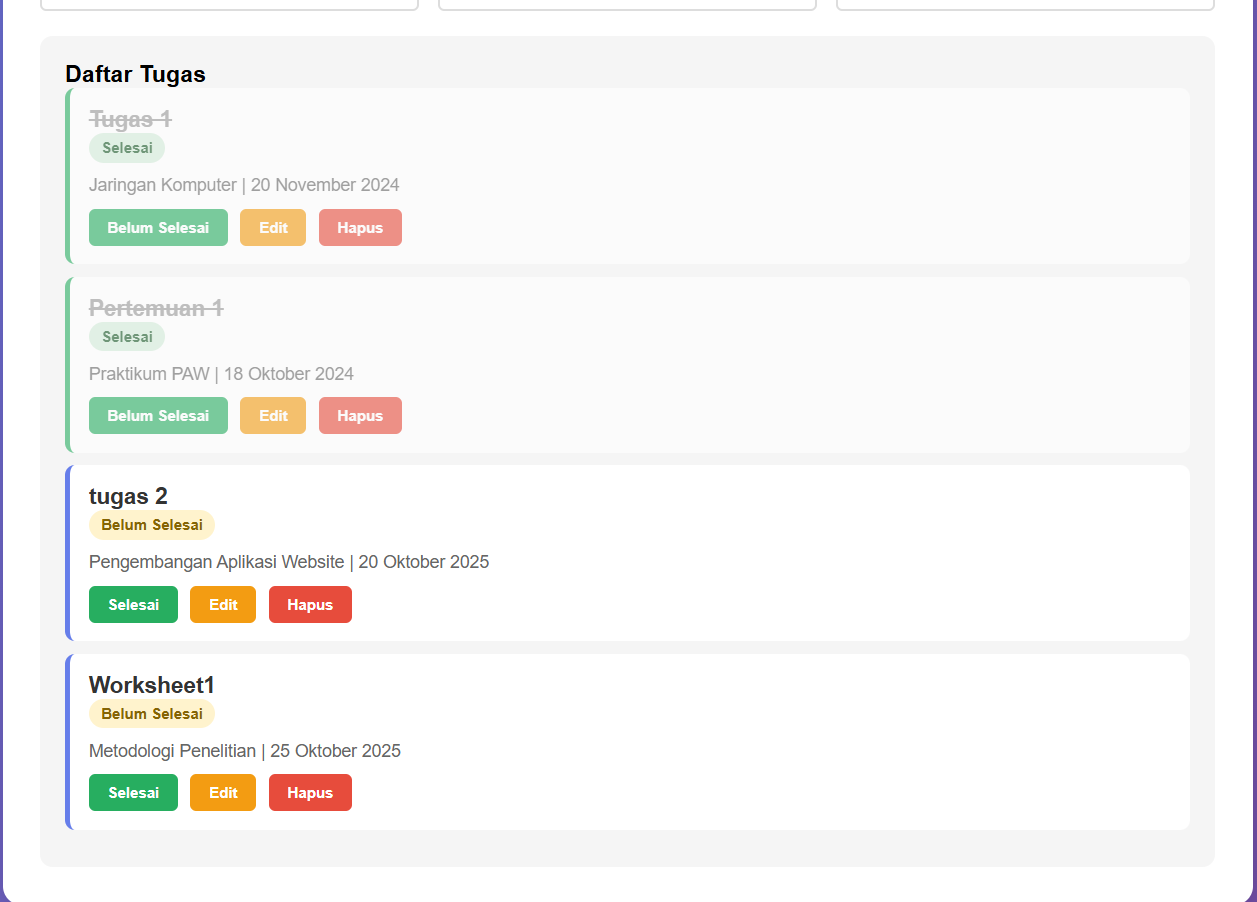 Daftar Tugas
Tugas 1
Selesai
Jaringan Komputer | 20 November 2024
Belum Selesai Edit Hapus
Pertemuan 1
Selesai
Praktikum PAW | 18 Oktober 2024
Belum Selesai Edit Hapus
tugas 2
Belum Selesai
Pengembangan Aplikasi Website | 20 Oktober 2025
Selesai Edit Hapus
Worksheet1
Belum Selesai
Metodologi Penelitian | 25 Oktober 2025
Selesai Edit Hapus